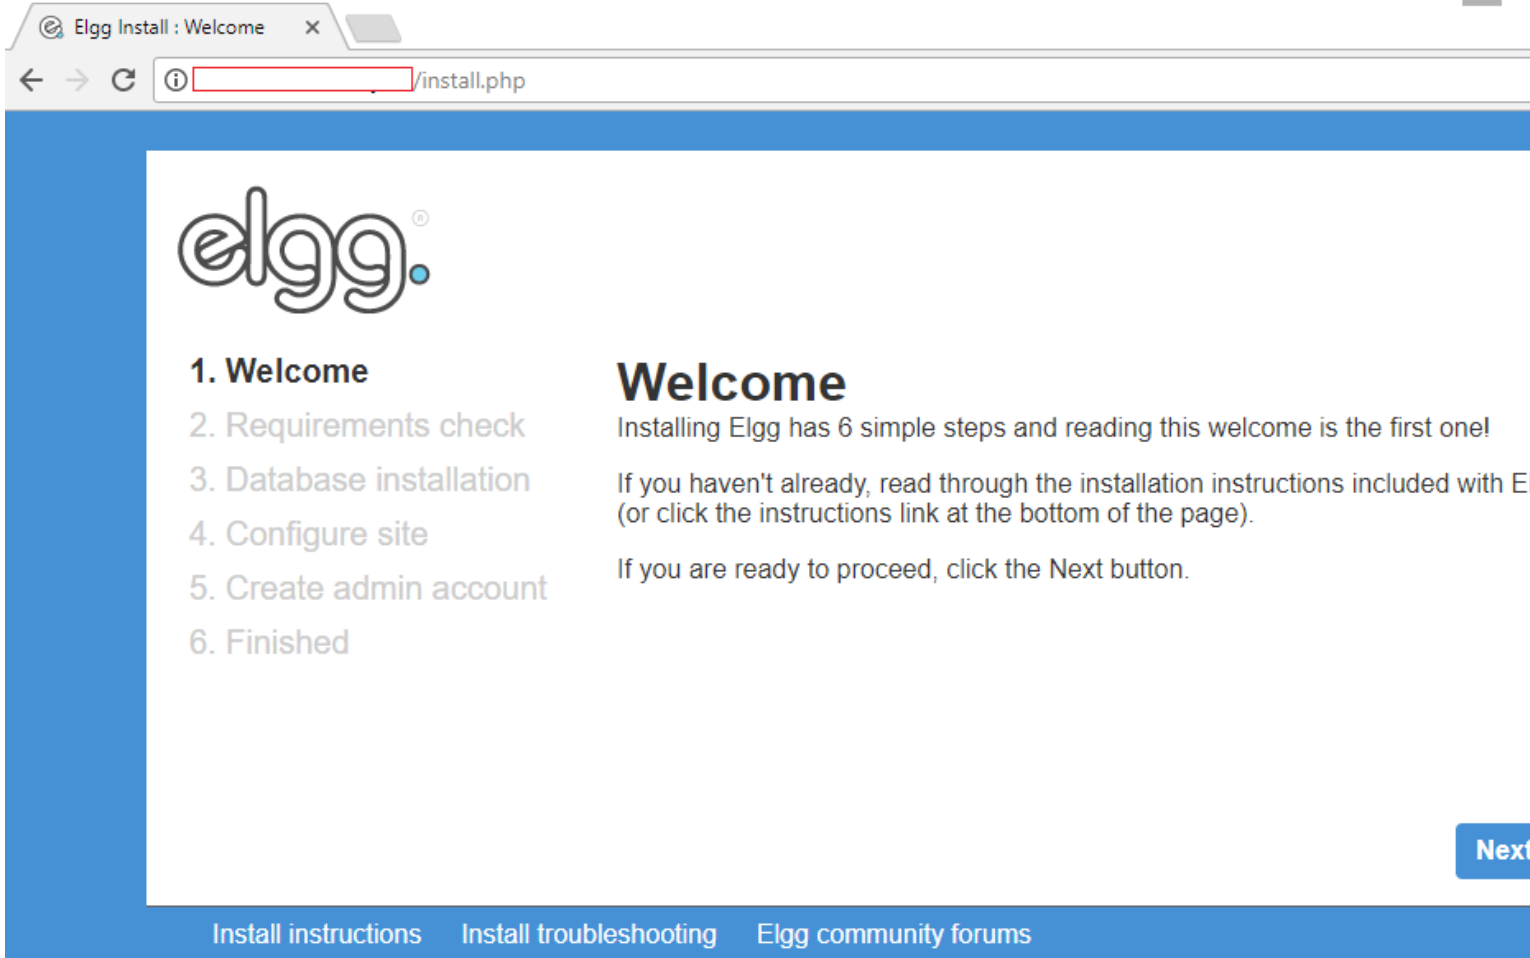 Elgg Install : Welcome
/install.php
elgg.®
1. Welcome
2. Requirements check
3. Database installation
4. Configure site
5. Create admin account
6. Finished
Welcome
Installing Elgg has 6 simple steps and reading this welcome is the first one!
If you haven't already, read through the installation instructions included with
(or click the instructions link at the bottom of the page).
If you are ready to proceed, click the Next button.
Next
Install instructions
Install troubleshooting
Elgg community forums